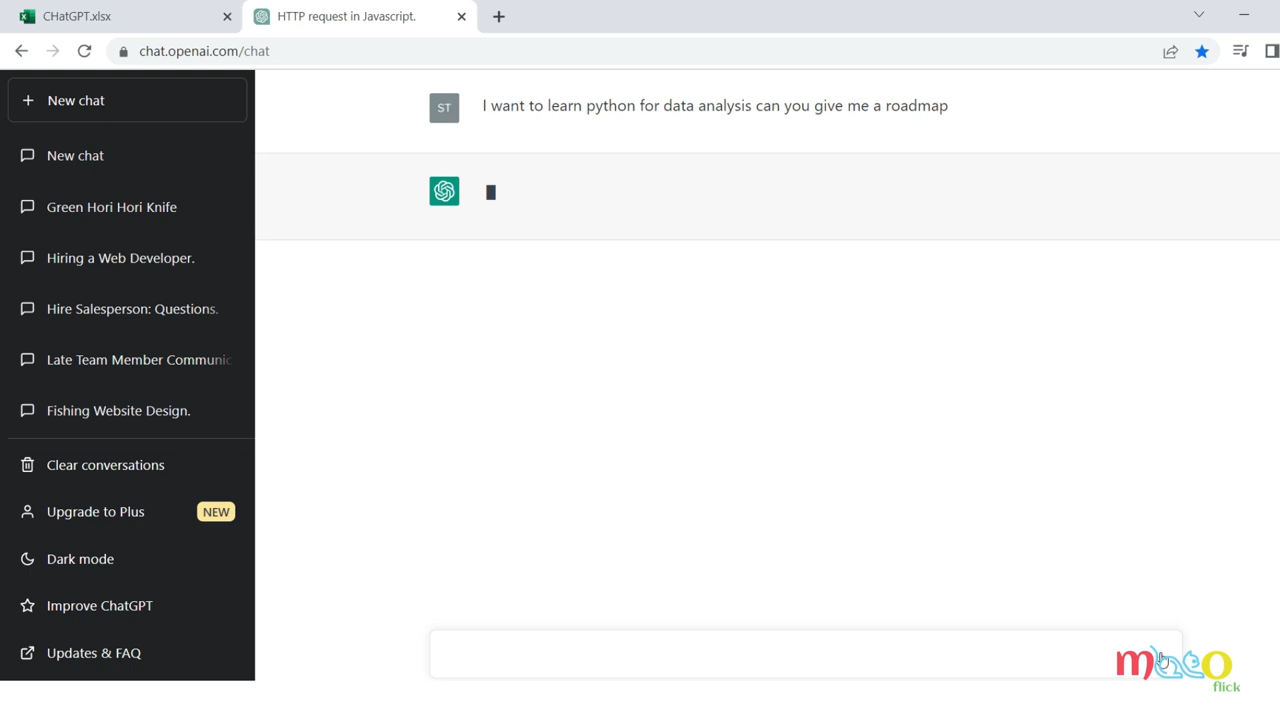 CHatGPT.xlsx
HTTP request in Javascript.
chat.openai.com/chat
New chat
New chat
Green Hori Hori Knife
Hiring a Web Developer.
Hire Salesperson: Questions.
Late Team Member Communic
Fishing Website Design.
Clear conversations
Upgrade to Plus
NEW
Dark mode
Improve ChatGPT
Updates & FAQ
ST
I want to learn python for data analysis can you give me a roadmap
flick